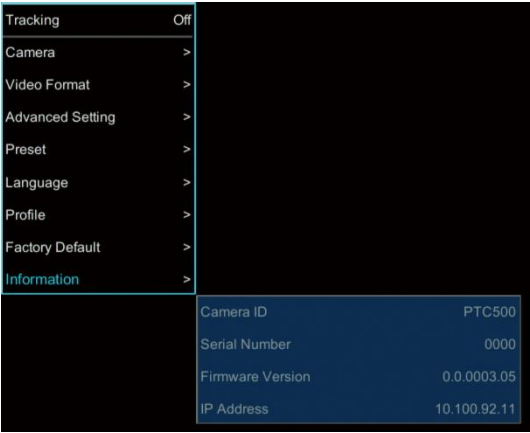 Tracking Off
Camera >
Video Format >
Advanced Setting >
Preset >
Language >
Profile >
Factory Default >
Information >
Camera ID PTC500
Serial Number 0000
Firmware Version 0.0.0003.05
IP Address 10.100.92.11